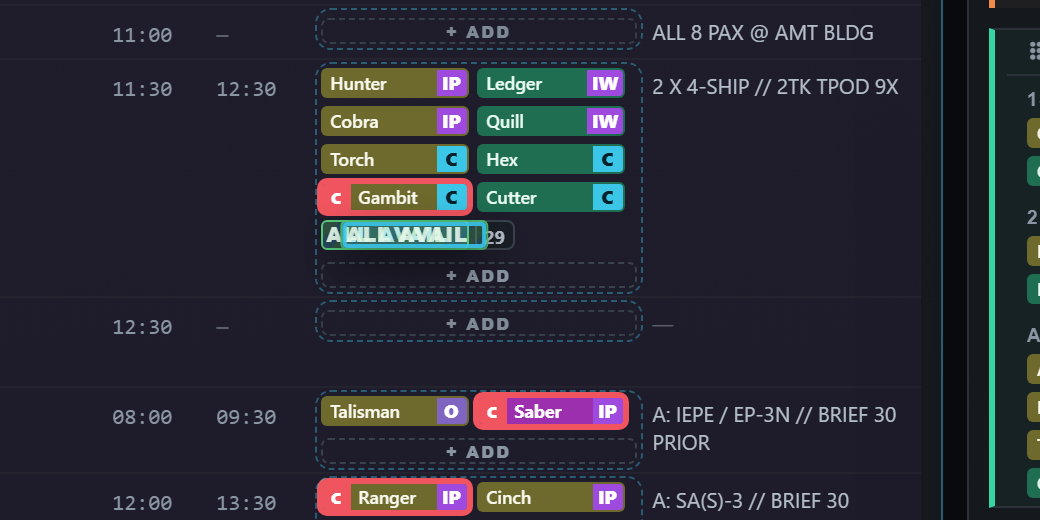 11:00 — + ADD ALL 8 PAX @ AMT BLDG
11:30 12:30 Hunter IP Ledger IW 2 X 4-SHIP // 2TK TPOD 9X
Cobra IP Quill IW
Torch C Hex C
c Gambit C Cutter C
29
+ ADD
12:30 — + ADD —
08:00 09:30 Talisman O c Saber IP A: IEPE / EP-3N // BRIEF 30
PRIOR
+ ADD
12:00 13:30 c Ranger IP Cinch A: SA(S)-3 // BRIEF 30
1
2
A